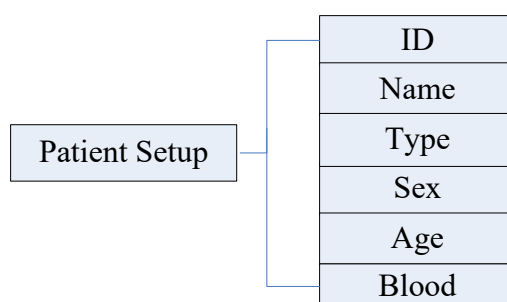 Patient Setup
ID
Name
Type
Sex
Age
Blood